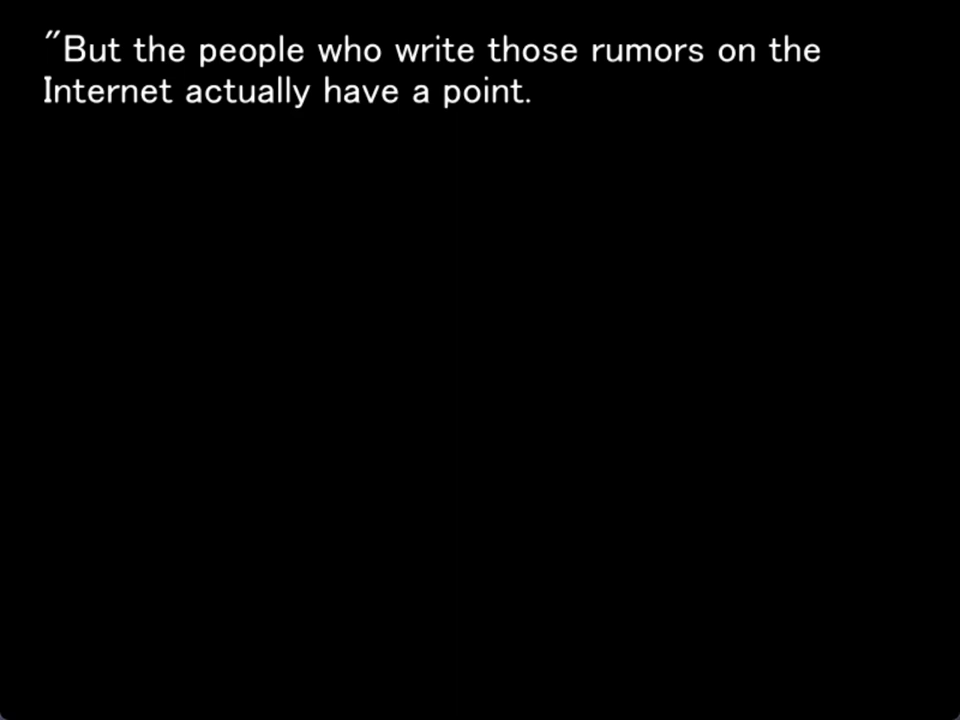 "But the people who write those rumors on the
Internet actually have a point.